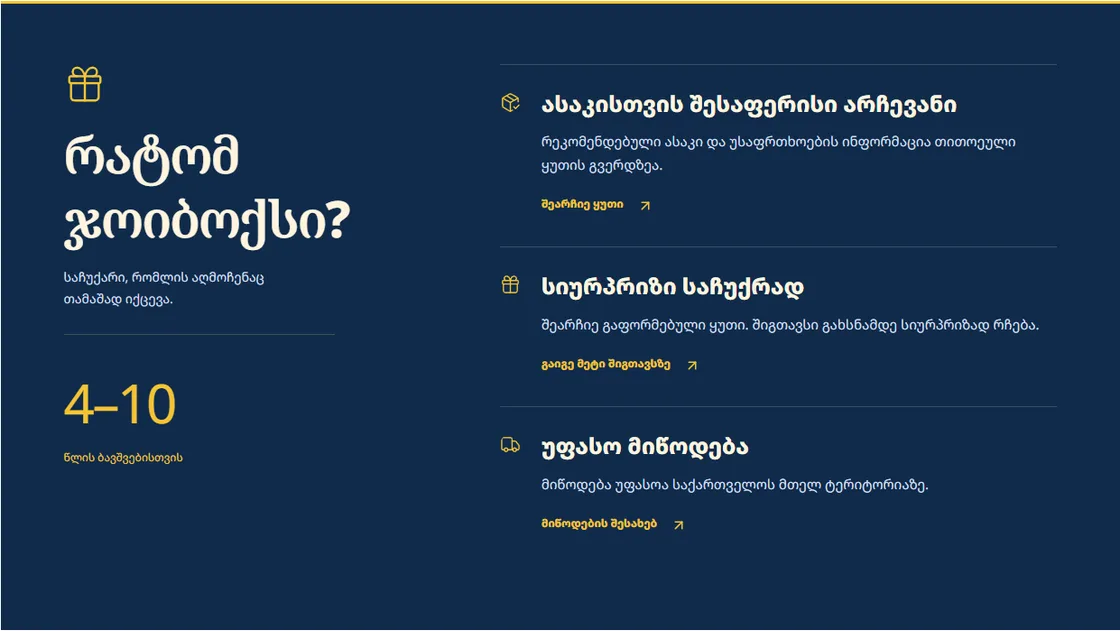 რატომ
ჯოიბოქსი?
საჩუქარი, რომლის აღმოჩენაც
თამაშად იქცევა.
4–10
წლის ბავშვებისთვის
ასაკისთვის შესაფერისი არჩევანი
რეკომენდებული ასაკი და უსაფრთხოების ინფორმაცია თითოეული
ყუთის გვერდზეა.
შეარჩიე ყუთი
სიურპრიზი საჩუქრად
შეარჩიე გაფორმებული ყუთი. შიგთავსი გახსნამდე სიურპრიზად რჩება.
გაიგე მეტი შიგთავსზე
უფასო მიწოდება
მიწოდება უფასოა საქართველოს მთელ ტერიტორიაზე.
მიწოდების შესახებ